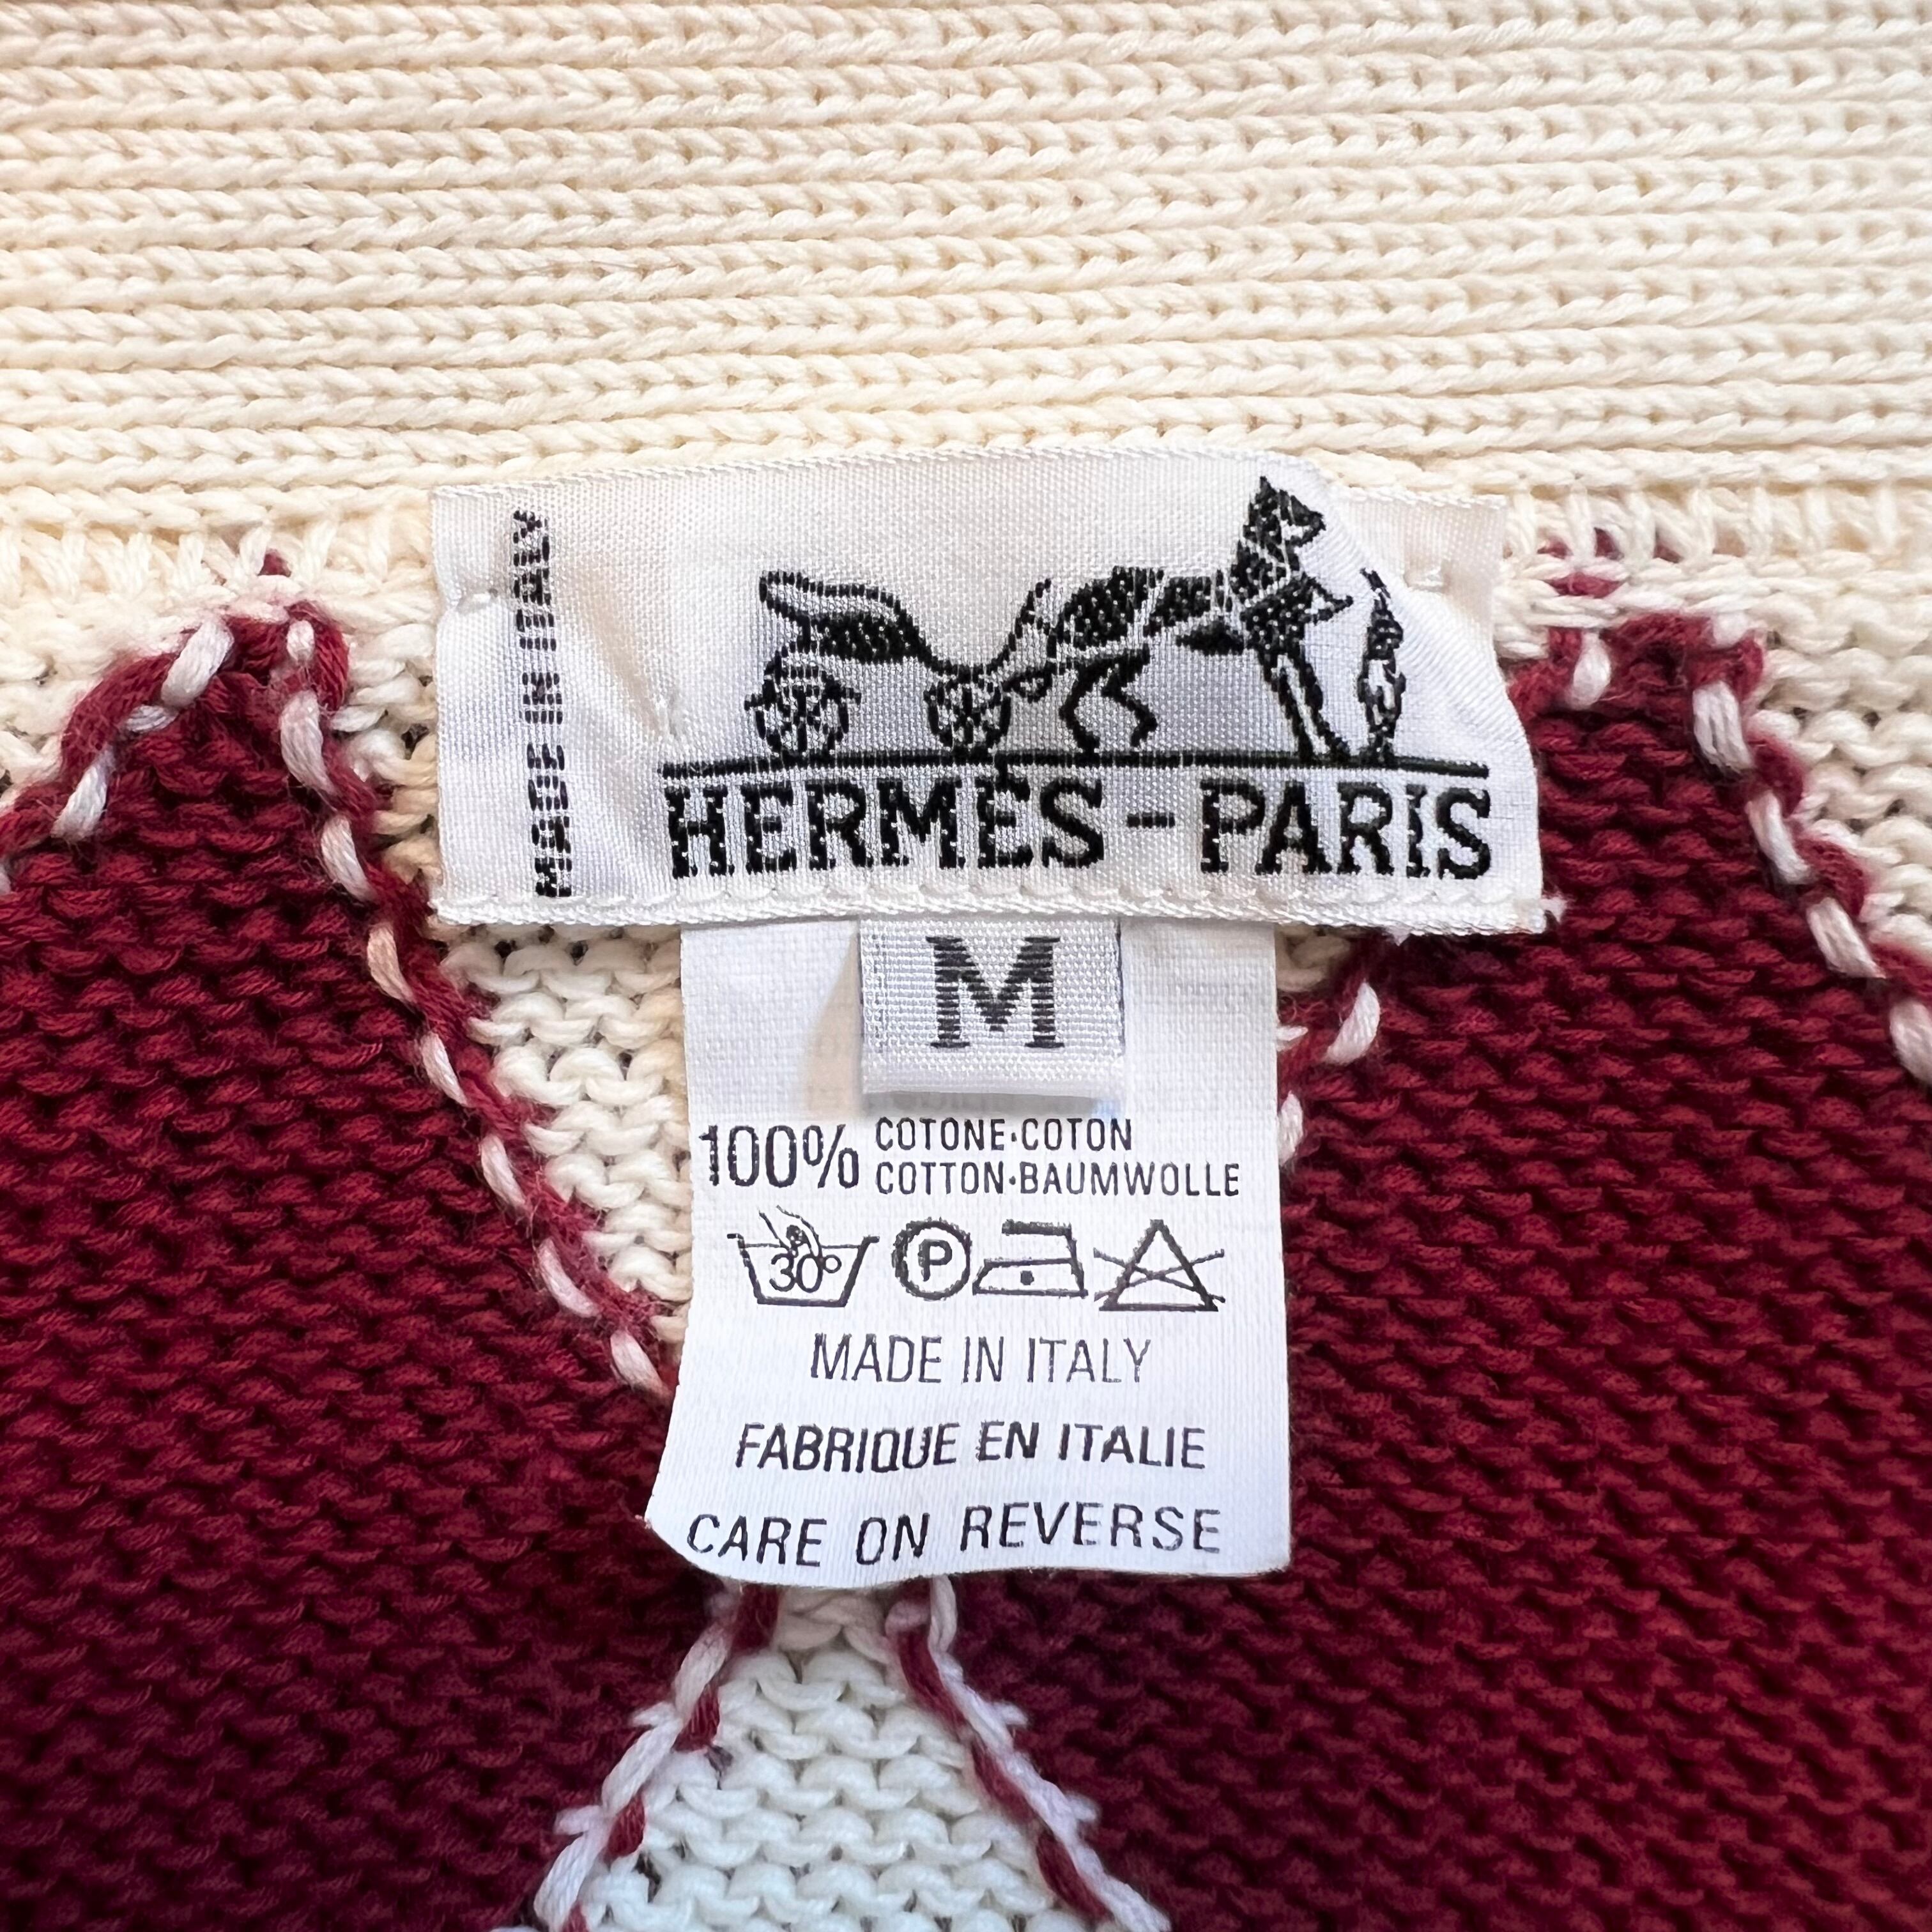 MADE IN ITALY
HERMÈS-PARIS
M
100% COTONE·COTON
COTTON·BAUMWOLLE
30° P
MADE IN ITALY
FABRIQUE EN ITALIE
CARE ON REVERSE